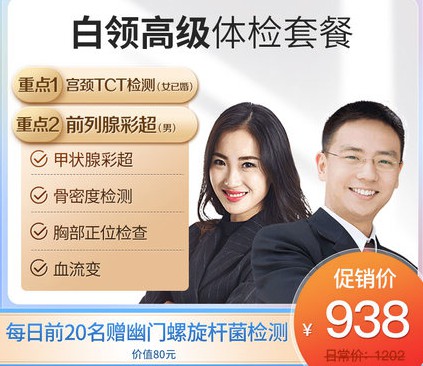 白领高级体检套餐
重点1 宫颈TCT检测(女已婚)
重点2 前列腺彩超(男)
甲状腺彩超
骨密度检测
胸部正位检查
血流变
促销价
¥938
日常价：1202
每日前20名赠幽门螺旋杆菌检测
价值80元